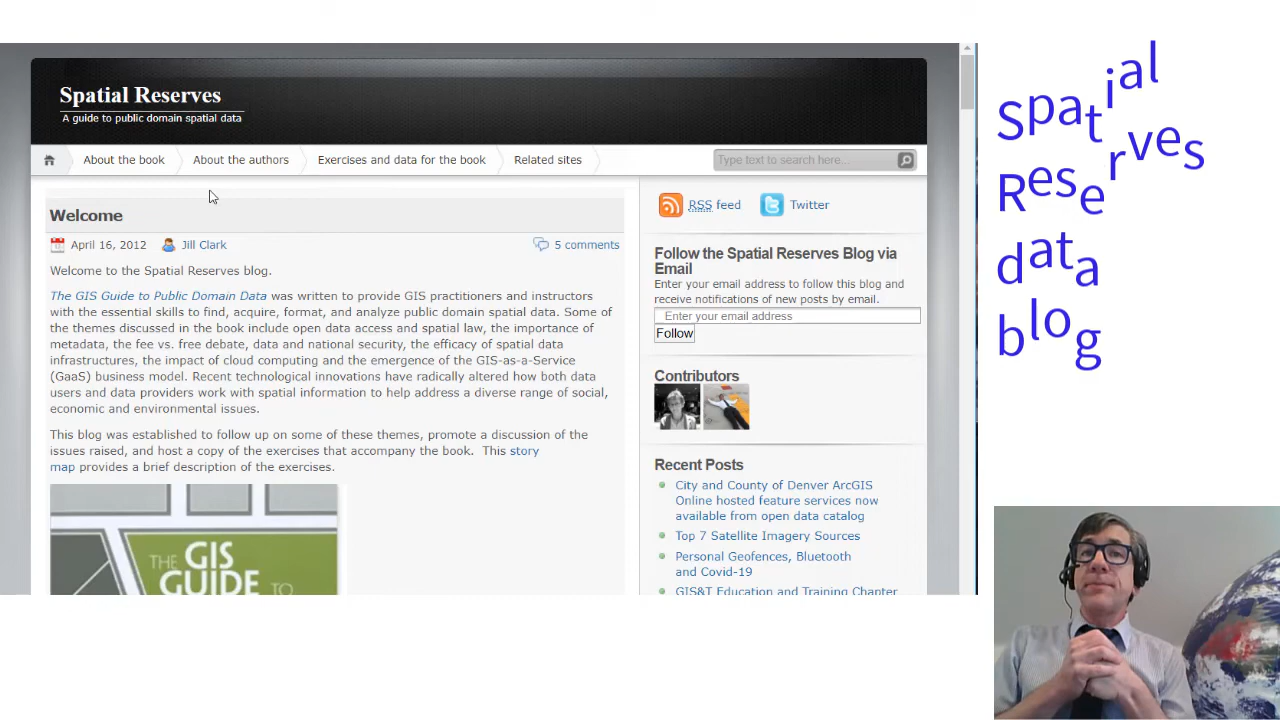 Spatial Reserves
A guide to public domain spatial data
About the book
About the authors
Exercises and data for the book
Related sites
Type text to search here...
Welcome
April 16, 2012
Jill Clark
5 comments
Welcome to the Spatial Reserves blog.
The GIS Guide to Public Domain Data was written to provide GIS practitioners and instructors
with the essential skills to find, acquire, format, and analyze public domain spatial data. Some of
the themes discussed in the book include open data access and spatial law, the importance of
metadata, the fee vs. free debate, data and national security, the efficacy of spatial data
infrastructures, the impact of cloud computing and the emergence of the GIS-as-a-Service
(GaaS) business model. Recent technological innovations have radically altered how both data
users and data providers work with spatial information to help address a diverse range of social,
economic and environmental issues.
This blog was established to follow up on some of these themes, promote a discussion of the
issues raised, and host a copy of the exercises that accompany the book.  This story
map provides a brief description of the exercises.
THE GIS
GUIDE TO
RSS feed
Twitter
Follow the Spatial Reserves Blog via
Email
Enter your email address to follow this blog and
receive notifications of new posts by email.
Enter your email address
Follow
Contributors
Recent Posts
City and County of Denver ArcGIS
Online hosted feature services now
available from open data catalog
Top 7 Satellite Imagery Sources
Personal Geofences, Bluetooth
and Covid-19
GIS&T Education and Training Chapter
Spatial
Reserves
data
blog